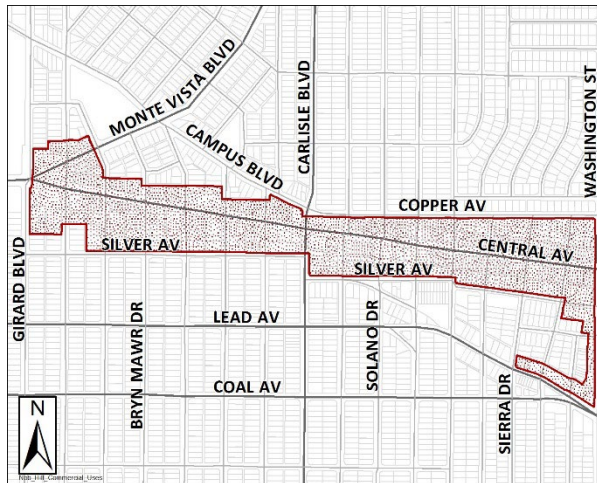 MONTE VISTA BLVD
CAMPUS BLVD
CARLISLE BLVD
WASHINGTON ST
COPPER AV
CENTRAL AV
SILVER AV
SILVER AV
GIRARD BLVD
BRYN MAWR DR
LEAD AV
SOLANO DR
COAL AV
SIERRA DR
N
Nob_Hill_Commercial_Uses